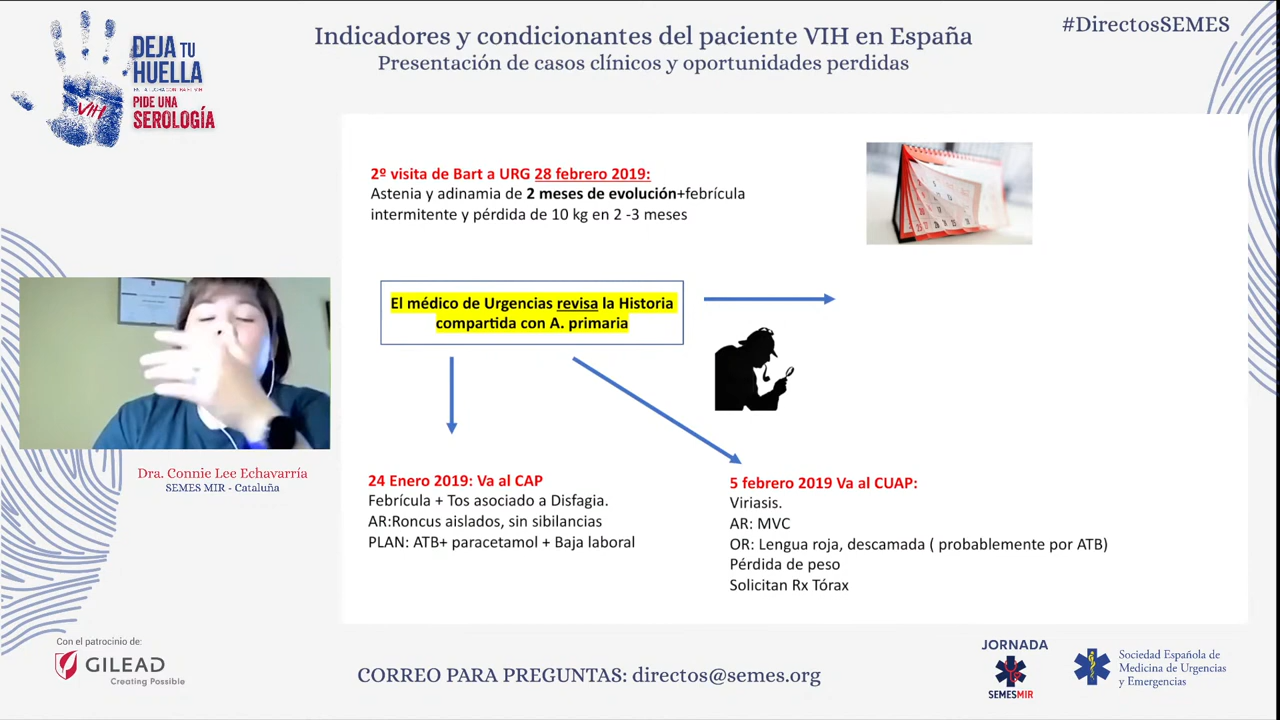 #DirectosSEMES
Indicadores y condicionantes del paciente VIH en España
Presentación de casos clínicos y oportunidades perdidas
DEJA TU
HUELLA
PIDE UNA
SEROLOGÍA
VIH
2º visita de Bart a URG 28 febrero 2019:
Astenia y adinamia de 2 meses de evolución+febrícula
intermitente y pérdida de 10 kg en 2 -3 meses
El médico de Urgencias revisa la Historia
compartida con A. primaria
24 Enero 2019: Va al CAP
Febrícula + Tos asociado a Disfagia.
AR:Roncus aislados, sin sibilancias
PLAN: ATB+ paracetamol + Baja laboral
5 febrero 2019 Va al CUAP:
Viriasis.
AR: MVC
OR: Lengua roja, descamada ( probablemente por ATB)
Pérdida de peso
Solicitan Rx Tórax
Dra. Connie Lee Echavarría
SEMES MIR - Cataluña
Con el patrocinio de:
GILEAD
Creating Possible
CORREO PARA PREGUNTAS: directos@semes.org
JORNADA
SEMESMIR
Sociedad Española de
Medicina de Urgencias
y Emergencias